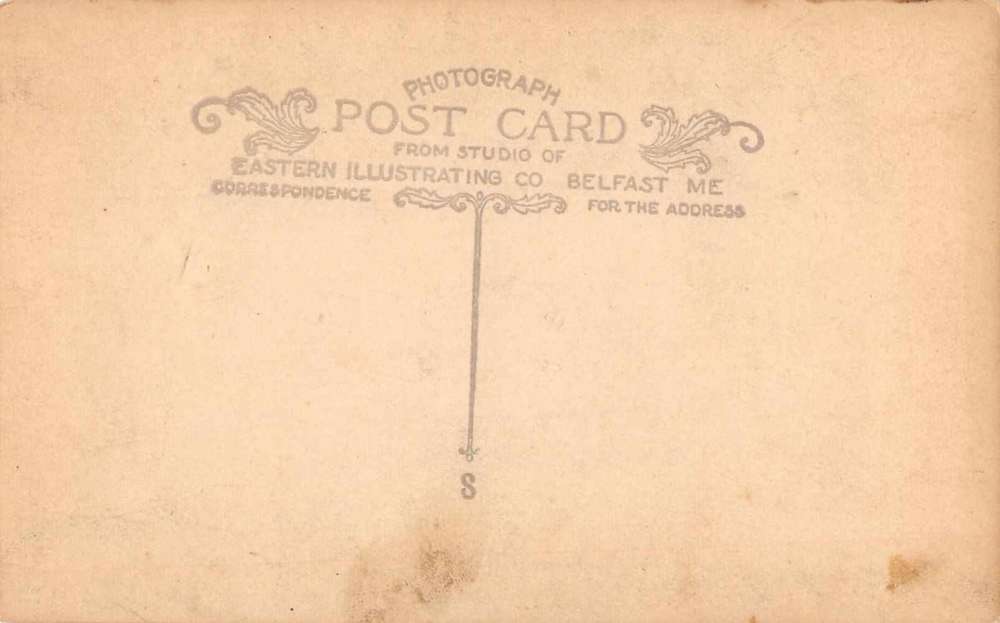 PHOTOGRAPH
POST CARD
FROM STUDIO OF
EASTERN ILLUSTRATING CO BELFAST ME
CORRESPONDENCE FOR THE ADDRESS
S